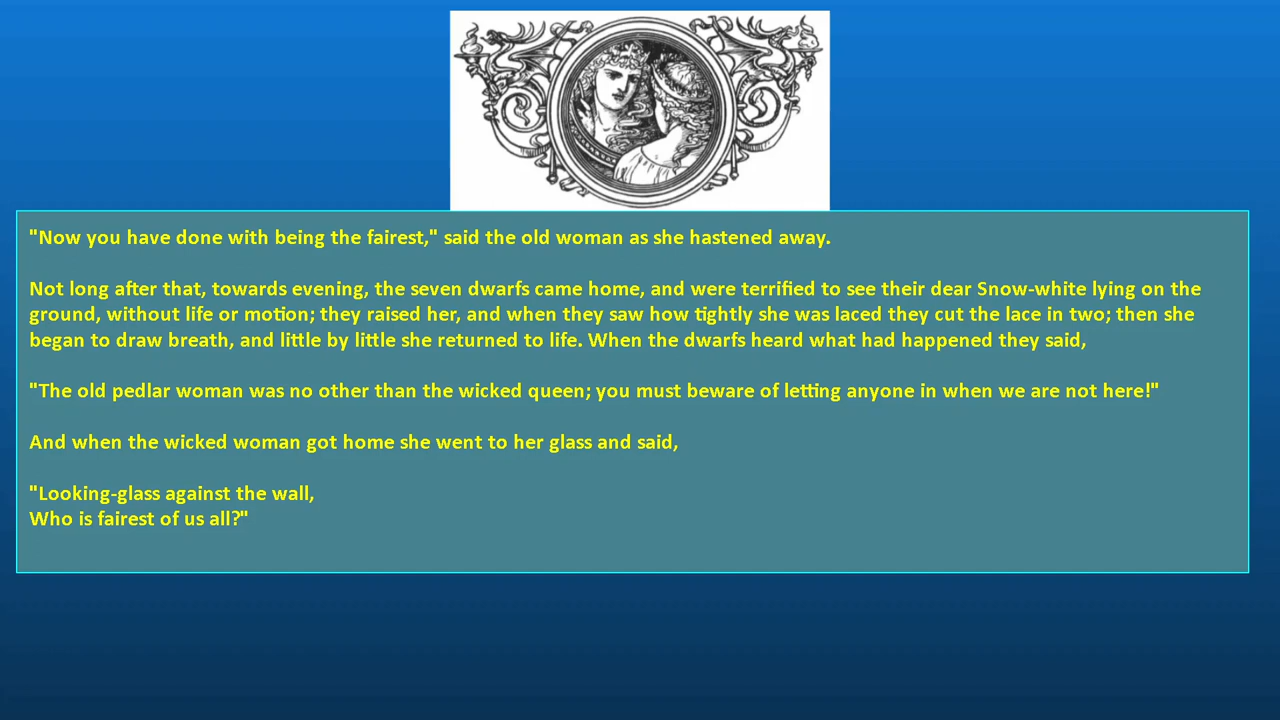 "Now you have done with being the fairest," said the old woman as she hastened away.
Not long after that, towards evening, the seven dwarfs came home, and were terrified to see their dear Snow-white lying on the
ground, without life or motion; they raised her, and when they saw how tightly she was laced they cut the lace in two; then she
began to draw breath, and little by little she returned to life. When the dwarfs heard what had happened they said,
"The old pedlar woman was no other than the wicked queen; you must beware of letting anyone in when we are not here!"
And when the wicked woman got home she went to her glass and said,
"Looking-glass against the wall,
Who is fairest of us all?"